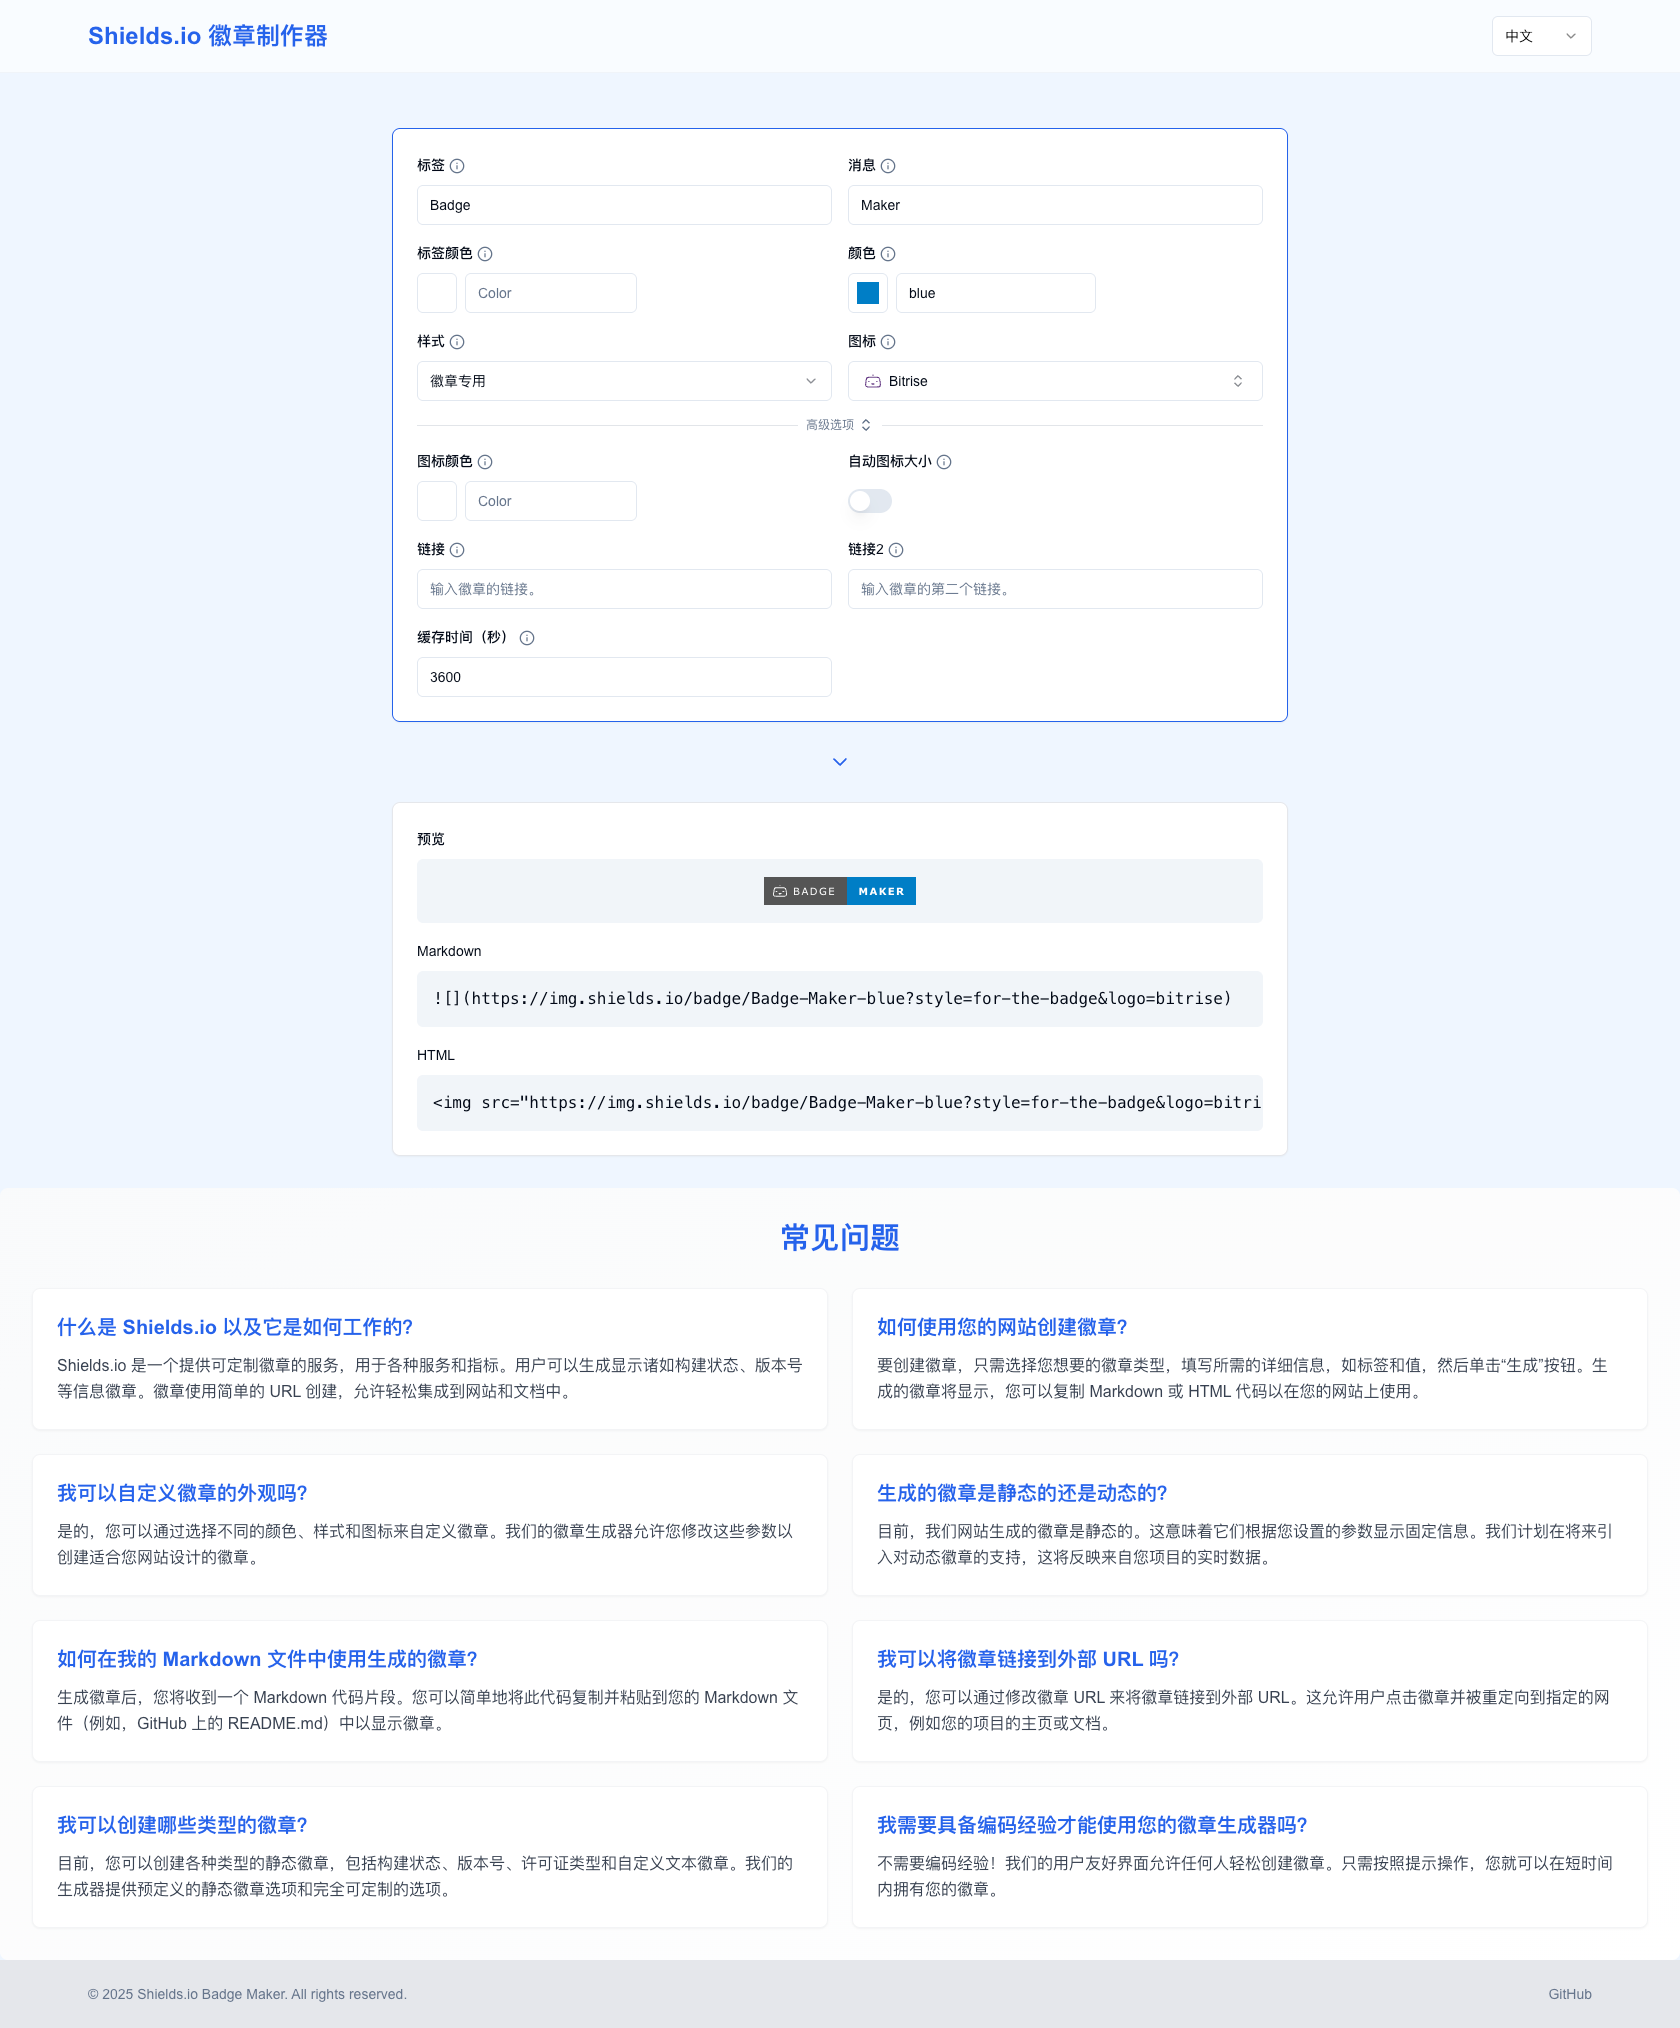 Shields.io 徽章制作器
中文
标签
消息
Badge
Maker
标签颜色
颜色
Color
blue
样式
图标
徽章专用
Bitrise
高级选项
图标颜色
自动图标大小
Color
链接
链接2
输入徽章的链接。
输入徽章的第二个链接。
缓存时间（秒）
3600
预览
BADGE MAKER
Markdown
![](https://img.shields.io/badge/Badge-Maker-blue?style=for-the-badge&logo=bitrise)
HTML
<img src="https://img.shields.io/badge/Badge-Maker-blue?style=for-the-badge&logo=bitri
常见问题
什么是 Shields.io 以及它是如何工作的？
Shields.io 是一个提供可定制徽章的服务，用于各种服务和指标。用户可以生成显示诸如构建状态、版本号
等信息徽章。徽章使用简单的 URL 创建，允许轻松集成到网站和文档中。
如何使用您的网站创建徽章？
要创建徽章，只需选择您想要的徽章类型，填写所需的详细信息，如标签和值，然后单击“生成”按钮。生
成的徽章将显示，您可以复制 Markdown 或 HTML 代码以在您的网站上使用。
我可以自定义徽章的外观吗？
是的，您可以通过选择不同的颜色、样式和图标来自定义徽章。我们的徽章生成器允许您修改这些参数以
创建适合您网站设计的徽章。
生成的徽章是静态的还是动态的？
目前，我们网站生成的徽章是静态的。这意味着它们根据您设置的参数显示固定信息。我们计划在将来引
入对动态徽章的支持，这将反映来自您项目的实时数据。
如何在我的 Markdown 文件中使用生成的徽章？
生成徽章后，您将收到一个 Markdown 代码片段。您可以简单地将此代码复制并粘贴到您的 Markdown 文
件（例如，GitHub 上的 README.md）中以显示徽章。
我可以将徽章链接到外部 URL 吗？
是的，您可以通过修改徽章 URL 来将徽章链接到外部 URL。这允许用户点击徽章并被重定向到指定的网
页，例如您的项目的主页或文档。
我可以创建哪些类型的徽章？
目前，您可以创建各种类型的静态徽章，包括构建状态、版本号、许可证类型和自定义文本徽章。我们的
生成器提供预定义的静态徽章选项和完全可定制的选项。
我需要具备编码经验才能使用您的徽章生成器吗？
不需要编码经验！我们的用户友好界面允许任何人轻松创建徽章。只需按照提示操作，您就可以在短时间
内拥有您的徽章。
© 2025 Shields.io Badge Maker. All rights reserved.
GitHub